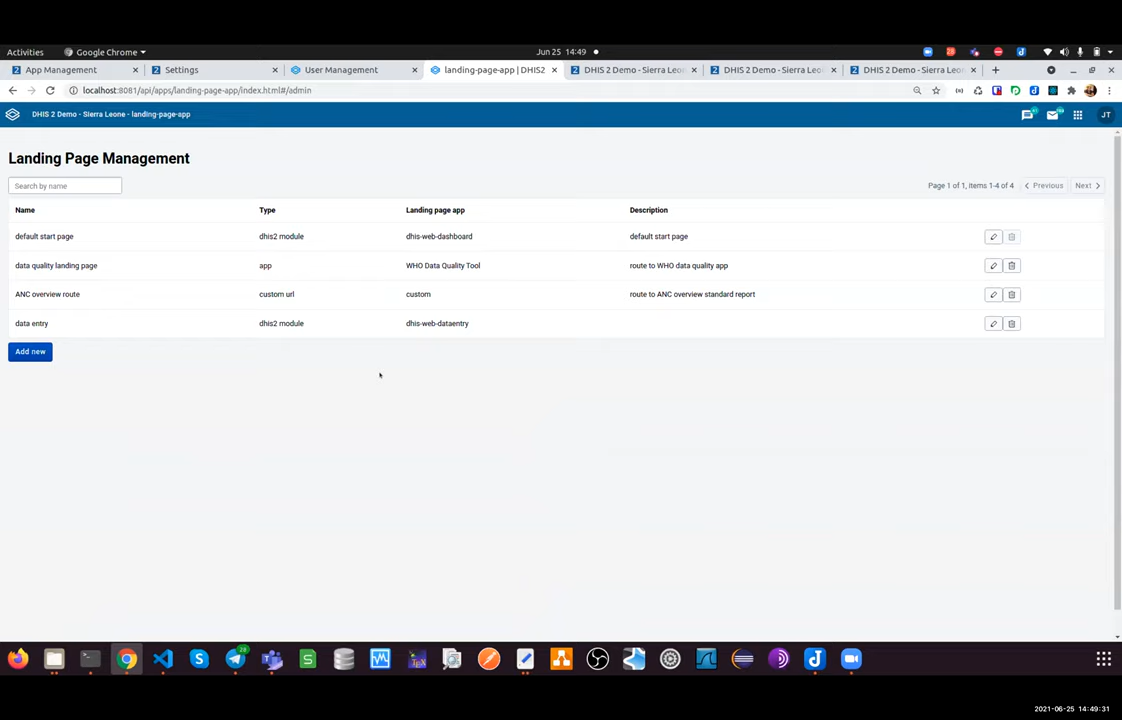 Activities Google Chrome Jun 25 14:49
App Management Settings User Management landing-page-app | DHIS2 DHIS 2 Demo - Sierra Leon DHIS 2 Demo - Sierra Leon DHIS 2 Demo - Sierra Leon
localhost:8081/api/apps/landing-page-app/index.html#/admin
DHIS 2 Demo - Sierra Leone - landing-page-app JT
Landing Page Management
Search by name Page 1 of 1, items 1-4 of 4 Previous Next
Name Type Landing page app Description
default start page dhis2 module dhis-web-dashboard default start page
data quality landing page app WHO Data Quality Tool route to WHO data quality app
ANC overview route custom url custom route to ANC overview standard report
data entry dhis2 module dhis-web-dataentry
Add new
2021-06-25 14:49:31